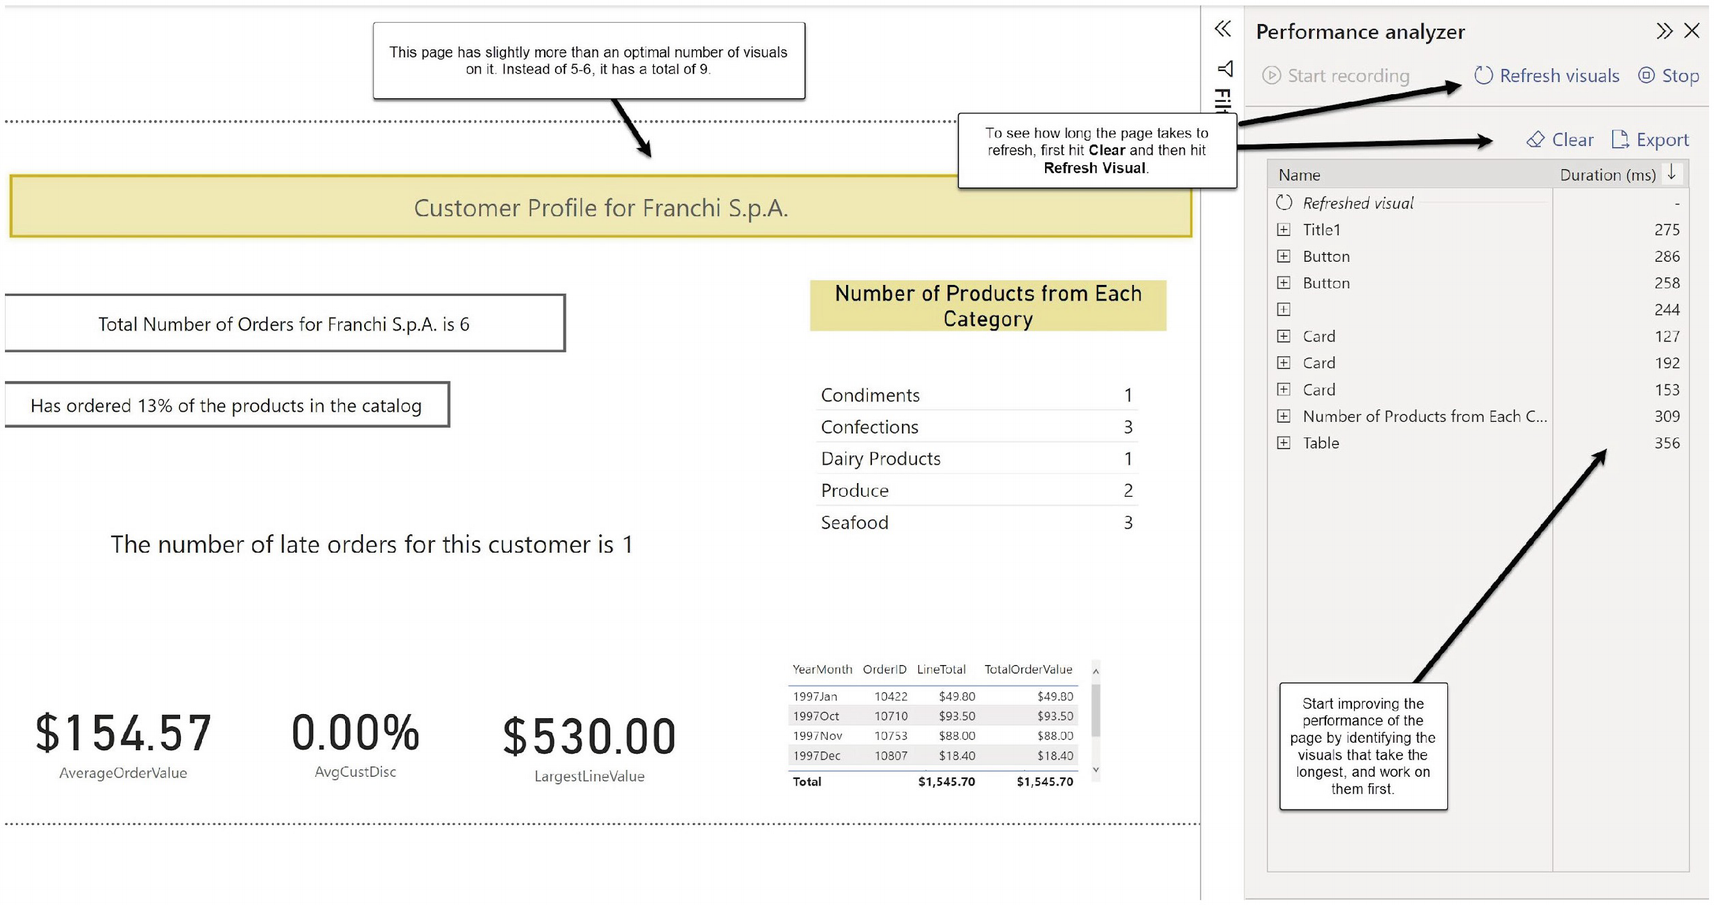 This page has slightly more than an optimal number of visuals
on it. Instead of 5-6, it has a total of 9.
Customer Profile for Franchi S.p.A.
Total Number of Orders for Franchi S.p.A. is 6
Has ordered 13% of the products in the catalog
The number of late orders for this customer is 1
$154.57
AverageOrderValue
0.00%
AvgCustDisc
$530.00
LargestLineValue
Number of Products from Each
Category
Condiments 1
Confections 3
Dairy Products 1
Produce 2
Seafood 3
YearMonth OrderID LineTotal TotalOrderValue
1997Jan 10422 $49.80 $49.80
1997Oct 10710 $93.50 $93.50
1997Nov 10753 $88.00 $88.00
1997Dec 10807 $18.40 $18.40
Total $1,545.70 $1,545.70
To see how long the page takes to
refresh, first hit Clear and then hit
Refresh Visual.
Performance analyzer
Start recording Refresh visuals Stop
Clear Export
Name Duration (ms)
Refreshed visual -
Title1 275
Button 286
Button 258
244
Card 127
Card 192
Card 153
Number of Products from Each C... 309
Table 356
Start improving the
performance of the
page by identifying the
visuals that take the
longest, and work on
them first.